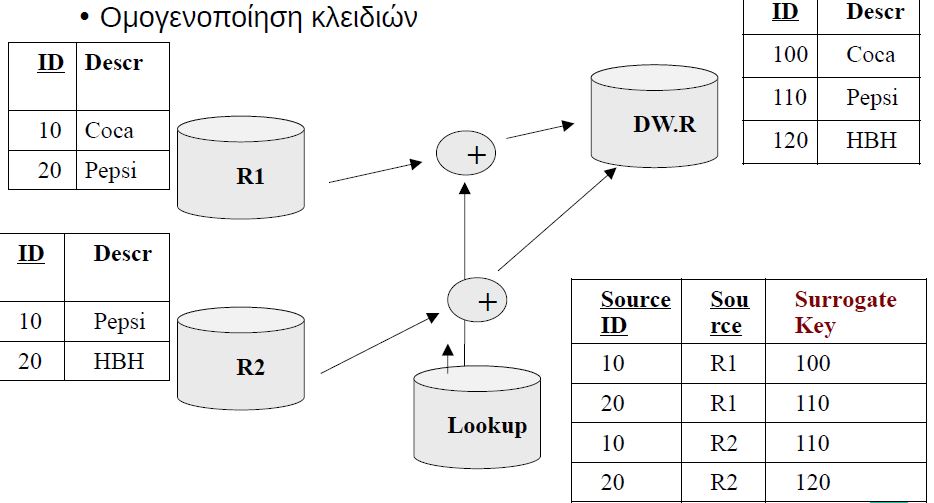 • Ομογενοποίηση κλειδιών
ID Descr
10 Coca
20 Pepsi
R1
+
DW.R
ID Descr
100 Coca
110 Pepsi
120 HBH
ID Descr
10 Pepsi
20 HBH
R2
+
Lookup
Source Sou Surrogate
ID rce Key
10 R1 100
20 R1 110
10 R2 110
20 R2 120